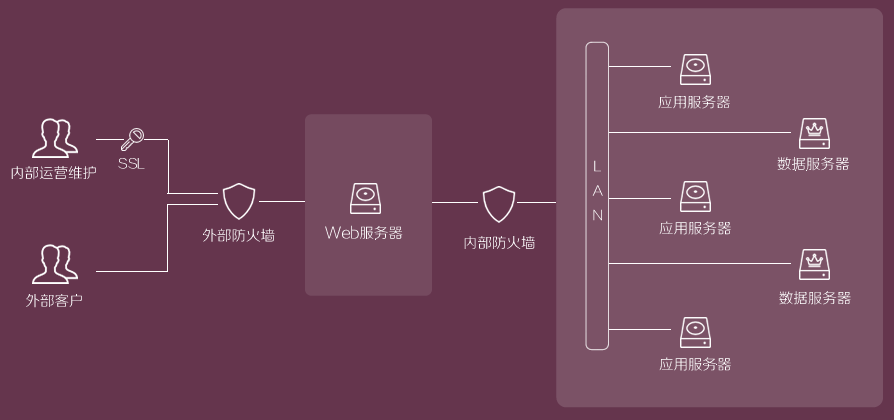 内部运营维护
SSL
外部客户
外部防火墙
Web服务器
内部防火墙
LAN
应用服务器
数据服务器
应用服务器
数据服务器
应用服务器